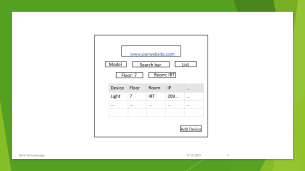 www.ourwebsite.com
Model Search bar List
Floor: 7 Room: IRT
Device Floor Room IP ...
Light 7 IRT 209... ...
... ... ... ... ...
Add Device